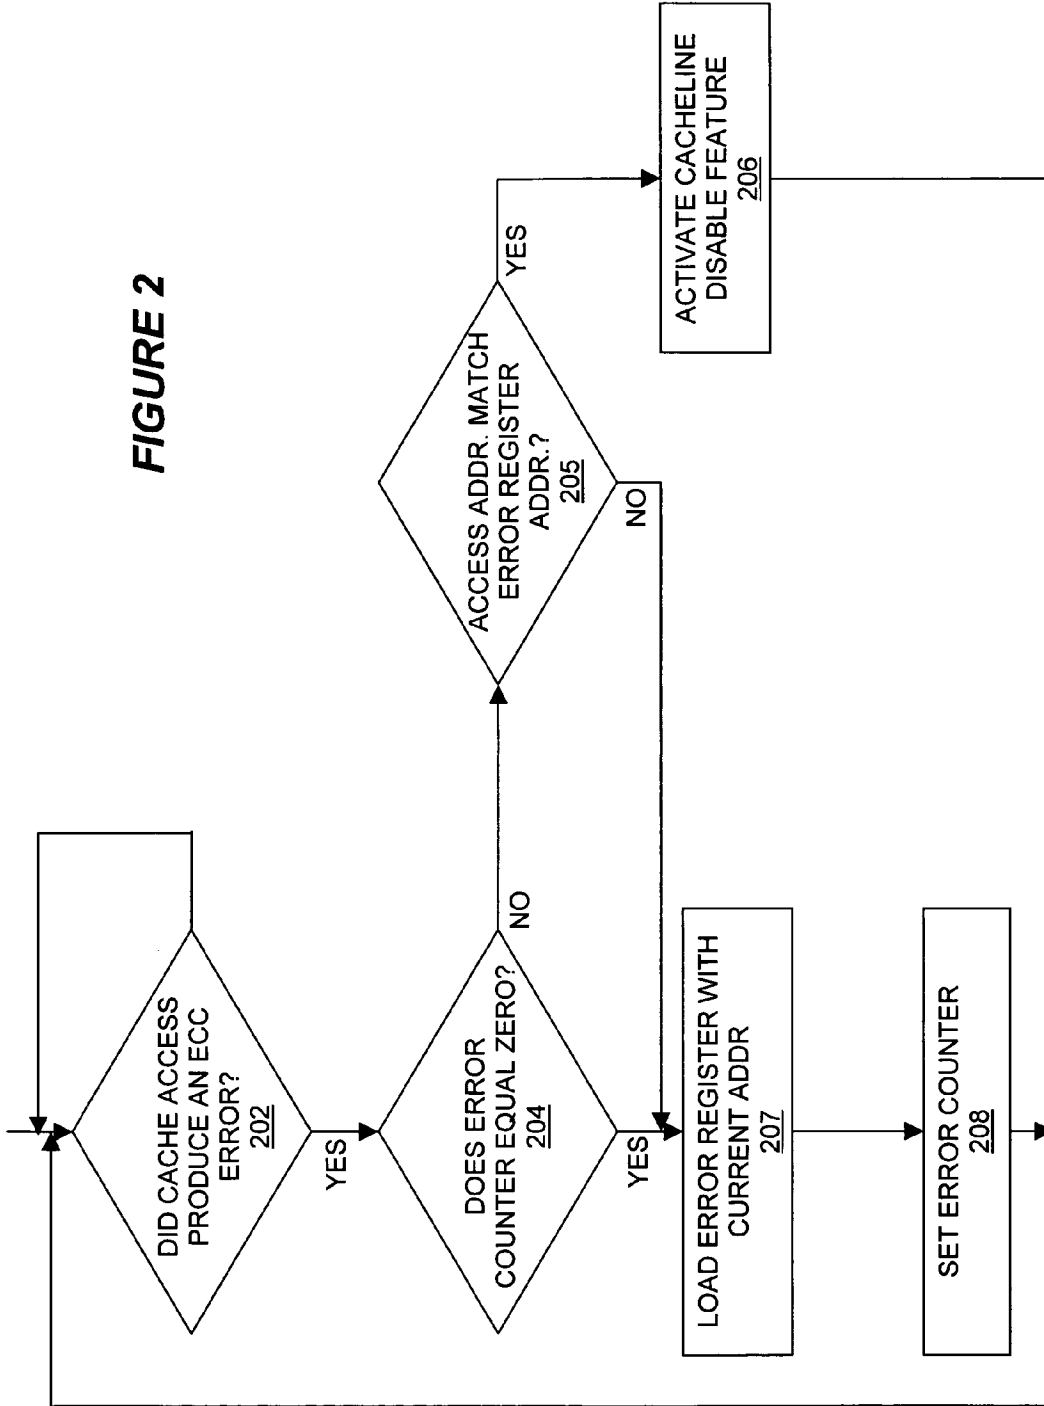 FIGURE 2
DID CACHE ACCESS
PRODUCE AN ECC
ERROR?
202
YES
DOES ERROR
COUNTER EQUAL ZERO?
204
NO
YES
ACCESS ADDR. MATCH
ERROR REGISTER
ADDR.?
205
YES
NO
ACTIVATE CACHELINE
DISABLE FEATURE
206
LOAD ERROR REGISTER WITH
CURRENT ADDR
207
SET ERROR COUNTER
208